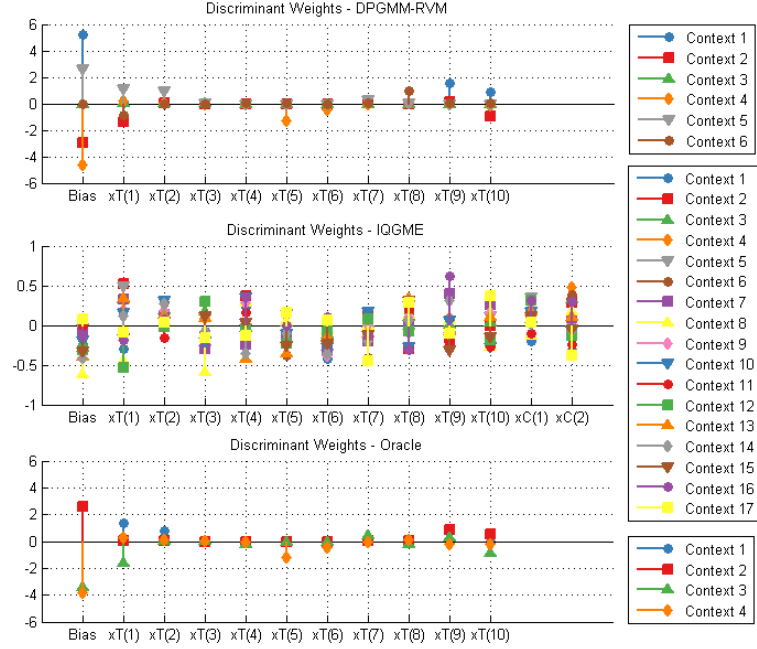 Discriminant Weights - DPGMM-RVM
6
4
2
0
-2
-4
-6
Bias xT(1) xT(2) xT(3) xT(4) xT(5) xT(6) xT(7) xT(8) xT(9) xT(10)
Context 1
Context 2
Context 3
Context 4
Context 5
Context 6
Discriminant Weights - IQGME
1
0.5
0
-0.5
-1
Bias xT(1) xT(2) xT(3) xT(4) xT(5) xT(6) xT(7) xT(8) xT(9) xT(10) xC(1) xC(2)
Context 1
Context 2
Context 3
Context 4
Context 5
Context 6
Context 7
Context 8
Context 9
Context 10
Context 11
Context 12
Context 13
Context 14
Context 15
Context 16
Context 17
Discriminant Weights - Oracle
6
4
2
0
-2
-4
-6
Bias xT(1) xT(2) xT(3) xT(4) xT(5) xT(6) xT(7) xT(8) xT(9) xT(10)
Context 1
Context 2
Context 3
Context 4